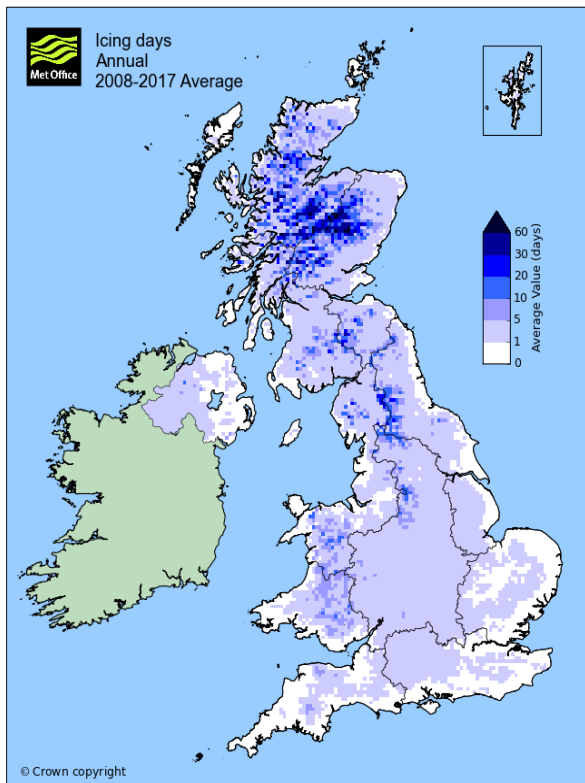 Met Office
Icing days
Annual
2008-2017 Average
60
30
20
10
5
1
0
Average Value (days)
© Crown copyright